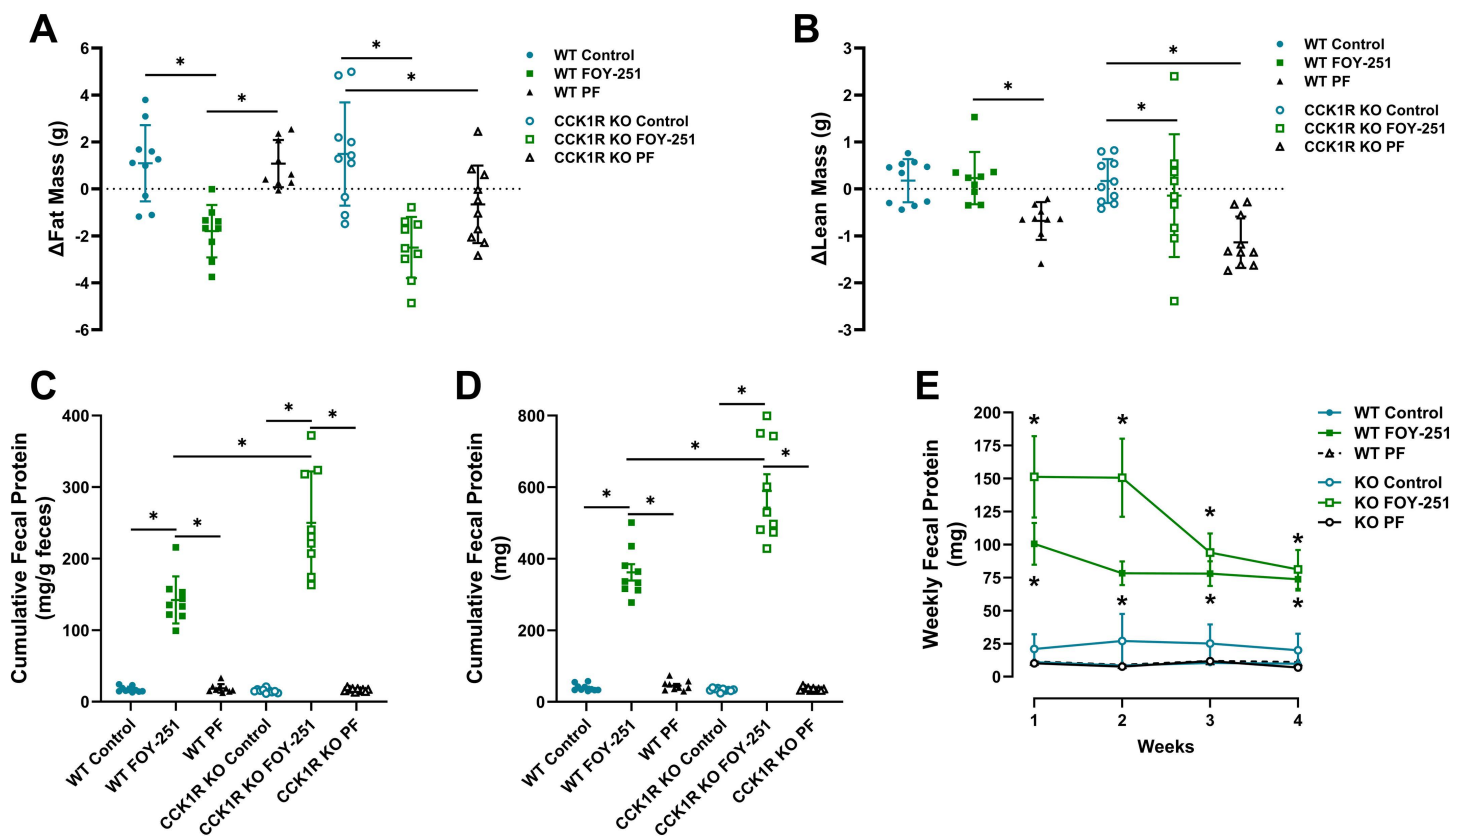 A
ΔFat Mass (g)
6
4
2
0
-2
-4
-6
*
*
*
*
WT Control
WT FOY-251
WT PF
CCK1R KO Control
CCK1R KO FOY-251
CCK1R KO PF
B
ΔLean Mass (g)
3
2
1
0
-1
-2
-3
*
*
*
WT Control
WT FOY-251
WT PF
CCK1R KO Control
CCK1R KO FOY-251
CCK1R KO PF
C
Cumulative Fecal Protein
(mg/g feces)
400
300
200
100
0
*
*
*
*
*
WT Control
WT FOY-251
WT PF
CCK1R KO Control
CCK1R KO FOY-251
CCK1R KO PF
D
Cumulative Fecal Protein
(mg)
800
600
400
200
0
*
*
*
*
*
WT Control
WT FOY-251
WT PF
CCK1R KO Control
CCK1R KO FOY-251
CCK1R KO PF
E
Weekly Fecal Protein
(mg)
200
175
150
125
100
75
50
25
0
* * * *
* * * *
1 2 3 4
Weeks
WT Control
WT FOY-251
WT PF
KO Control
KO FOY-251
KO PF